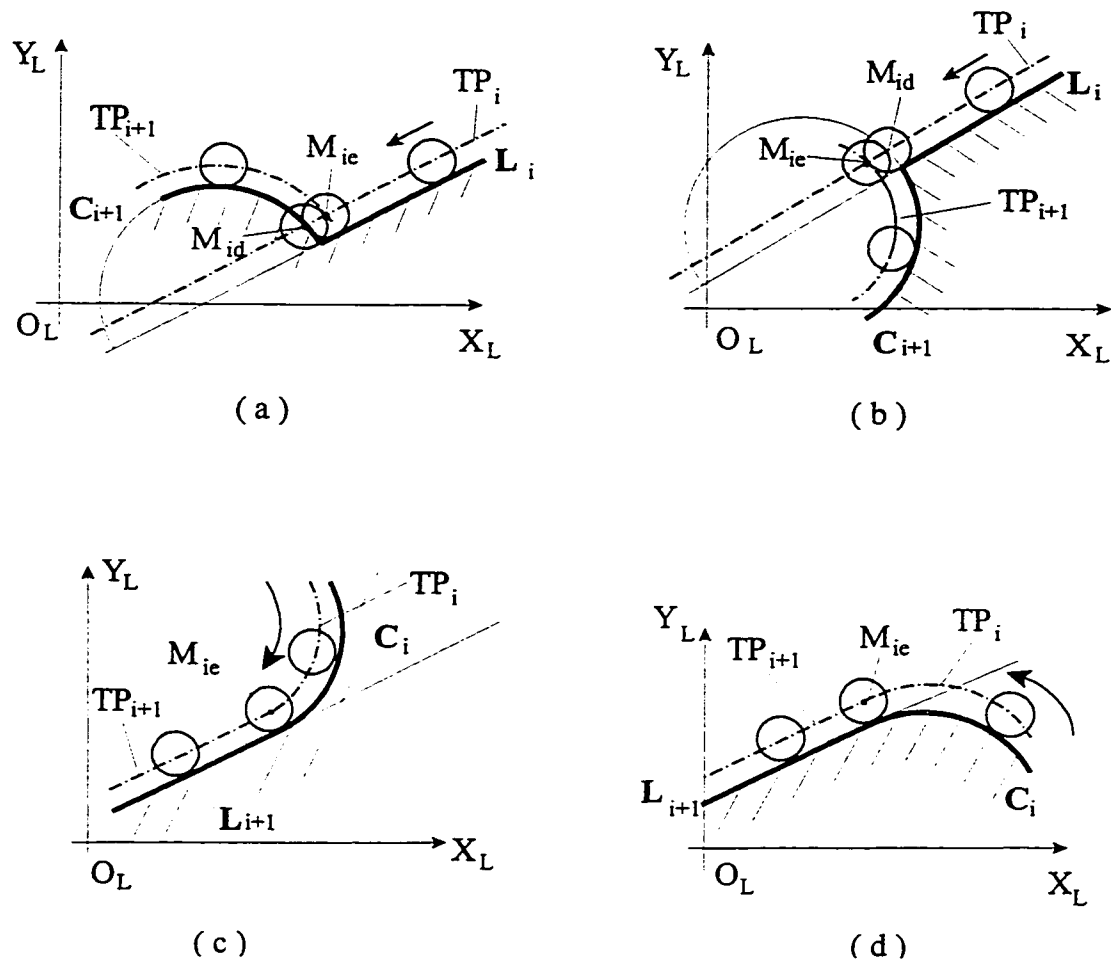 Y_L
TP_i+1
TP_i
M_ie
L_i
C_i+1
M_id
O_L
X_L
( a )
Y_L
TP_i
M_id
L_i
M_ie
TP_i+1
O_L
C_i+1
X_L
( b )
Y_L
TP_i
C_i
M_ie
TP_i+1
L_i+1
X_L
O_L
( c )
Y_L
TP_i+1
M_ie
TP_i
L_i+1
C_i
O_L
X_L
( d )